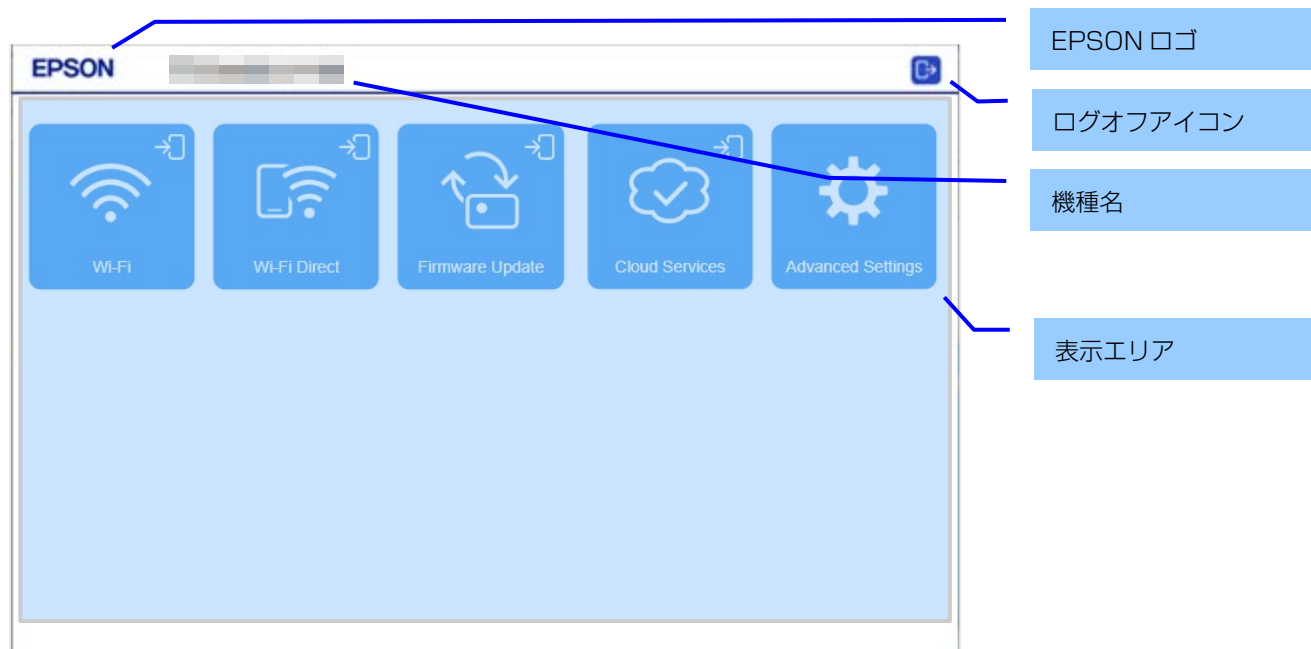 EPSON ロゴ
EPSON
ログオフアイコン
機種名
Wi-Fi
Wi-Fi Direct
Firmware Update
Cloud Services
Advanced Settings
表示エリア